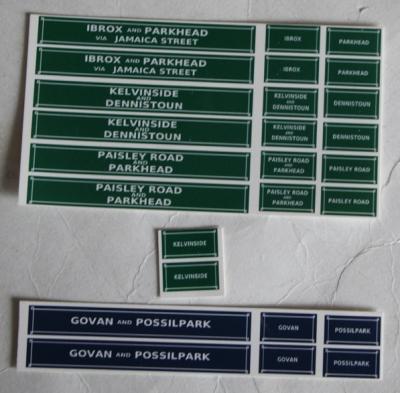 IBROX AND PARKHEAD
VIA JAMAICA STREET
IBROX
PARKHEAD
IBROX AND PARKHEAD
VIA JAMAICA STREET
IBROX
PARKHEAD
KELVINSIDE
AND
DENNISTOUN
KELVINSIDE
AND
DENNISTOUN
DENNISTOUN
KELVINSIDE
AND
DENNISTOUN
KELVINSIDE
AND
DENNISTOUN
DENNISTOUN
PAISLEY ROAD
AND
PARKHEAD
PAISLEY ROAD
AND
PARKHEAD
PAISLEY ROAD
PAISLEY ROAD
AND
PARKHEAD
PAISLEY ROAD
AND
PARKHEAD
PAISLEY ROAD
KELVINSIDE
KELVINSIDE
GOVAN AND POSSILPARK
GOVAN
POSSILPARK
GOVAN AND POSSILPARK
GOVAN
POSSILPARK